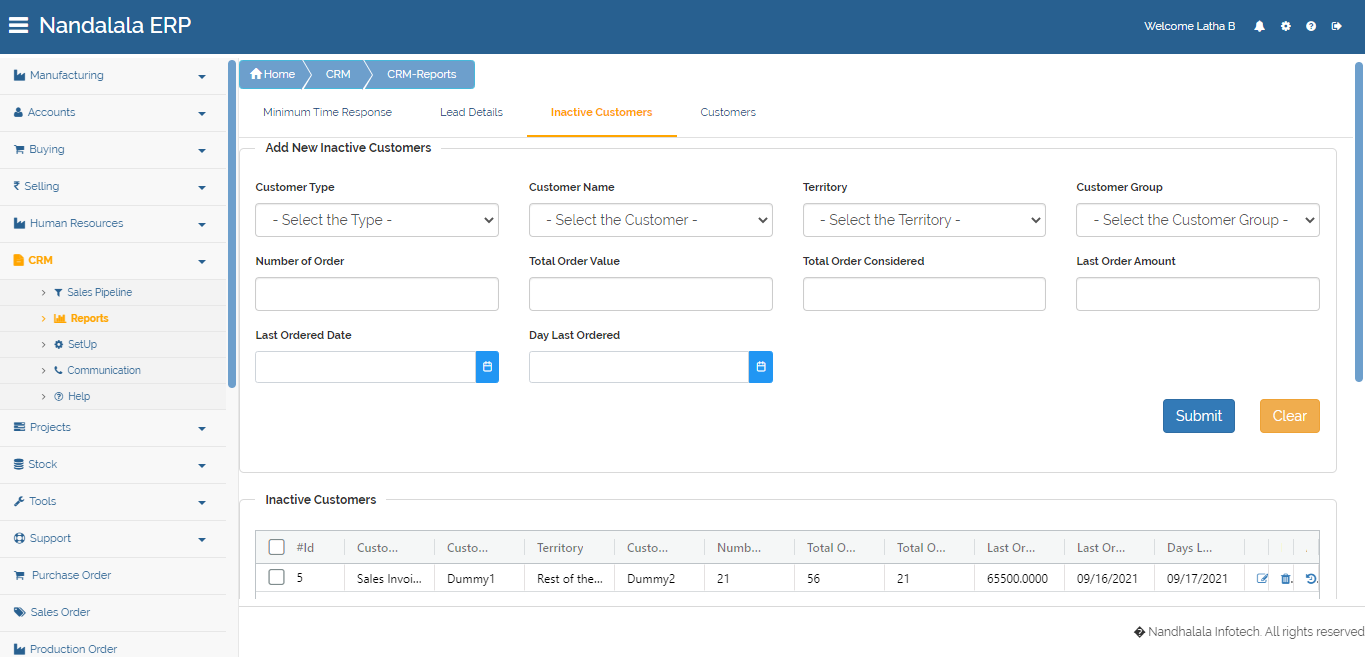 Nandalala ERP
Welcome Latha B
Manufacturing
Accounts
Buying
Selling
Human Resources
CRM
Sales Pipeline
Reports
SetUp
Communication
Help
Projects
Stock
Tools
Support
Purchase Order
Sales Order
Production Order
Home CRM CRM-Reports
Minimum Time Response Lead Details Inactive Customers Customers
Add New Inactive Customers
Customer Type Customer Name Territory Customer Group
- Select the Type - - Select the Customer - - Select the Territory - - Select the Customer Group -
Number of Order Total Order Value Total Order Considered Last Order Amount
Last Ordered Date Day Last Ordered
Submit Clear
Inactive Customers
#Id Custo... Custo... Territory Custo... Numb... Total O... Total O... Last Or... Last Or... Days L...
5 Sales Invoi... Dummy1 Rest of the... Dummy2 21 56 21 65500.0000 09/16/2021 09/17/2021
� Nandhalala Infotech. All rights reserved